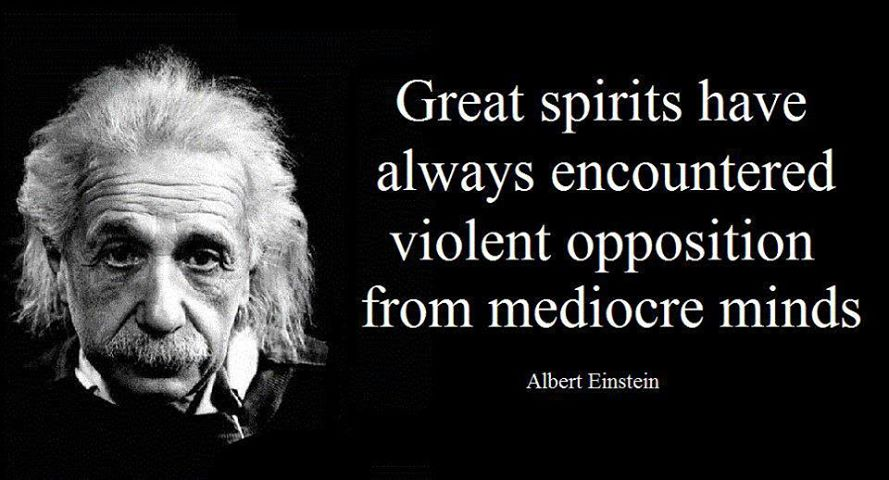 Great spirits have
always encountered
violent opposition
from mediocre minds
Albert Einstein